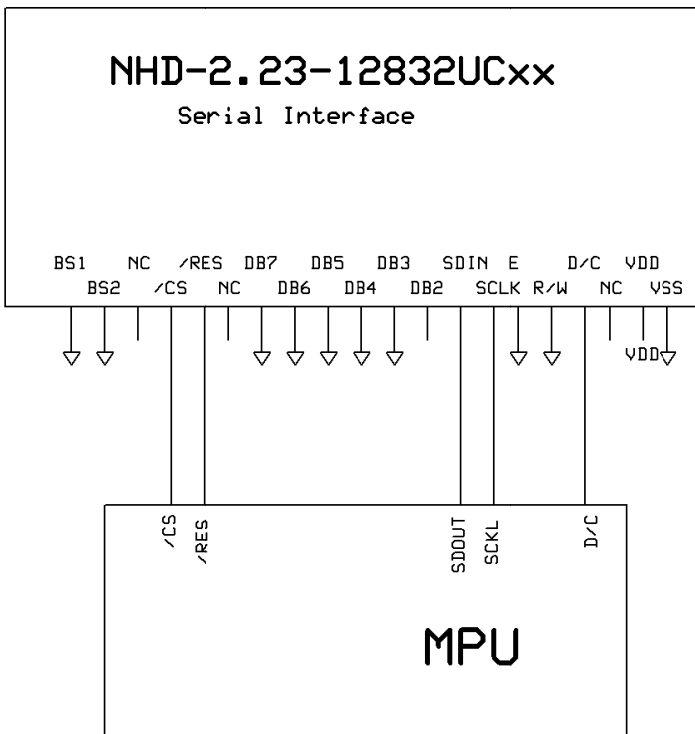 NHD-2.23-12832UCxx
Serial Interface
BS1 NC /RES DB7 DB5 DB3 SDIN E D/C VDD
BS2 /CS NC DB6 DB4 DB2 SCLK R/W NC VSS
VDD
/CS /RES SDOUT SCKL D/C
MPU